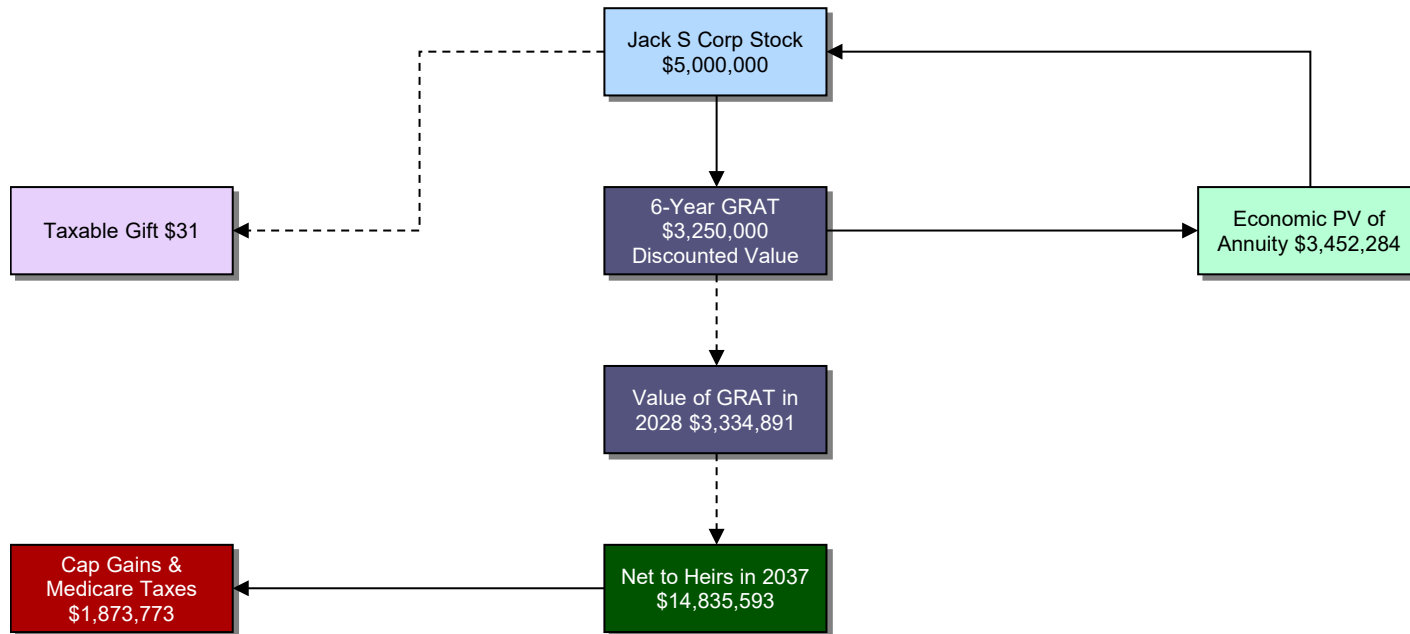 Jack S Corp Stock
$5,000,000
Taxable Gift $31
6-Year GRAT
$3,250,000
Discounted Value
Economic PV of
Annuity $3,452,284
Value of GRAT in
2028 $3,334,891
Cap Gains &
Medicare Taxes
$1,873,773
Net to Heirs in 2037
$14,835,593